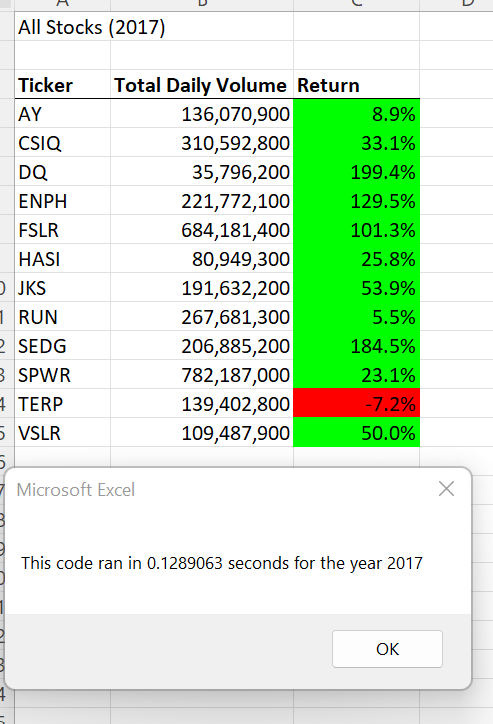 All Stocks (2017)
Ticker Total Daily Volume Return
AY 136,070,900 8.9%
CSIQ 310,592,800 33.1%
DQ 35,796,200 199.4%
ENPH 221,772,100 129.5%
FSLR 684,181,400 101.3%
HASI 80,949,300 25.8%
JKS 191,632,200 53.9%
RUN 267,681,300 5.5%
SEDG 206,885,200 184.5%
SPWR 782,187,000 23.1%
TERP 139,402,800 -7.2%
VSLR 109,487,900 50.0%
Microsoft Excel
This code ran in 0.1289063 seconds for the year 2017
OK